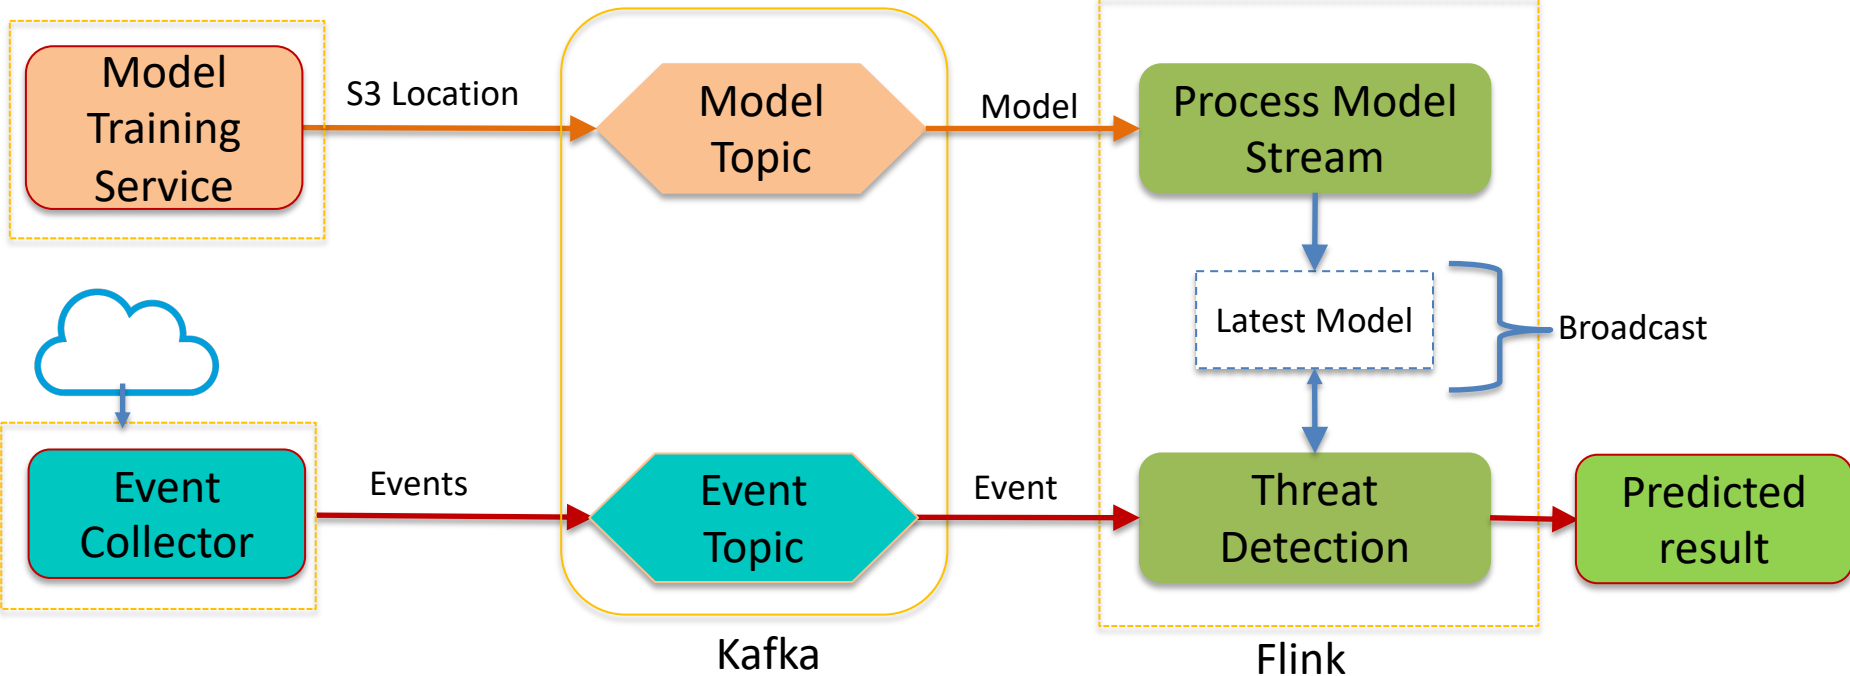 Model
Training
Service
S3 Location
Model
Topic
Model
Process Model
Stream
Latest Model
Broadcast
Event
Collector
Events
Event
Topic
Event
Threat
Detection
Predicted
result
Kafka
Flink